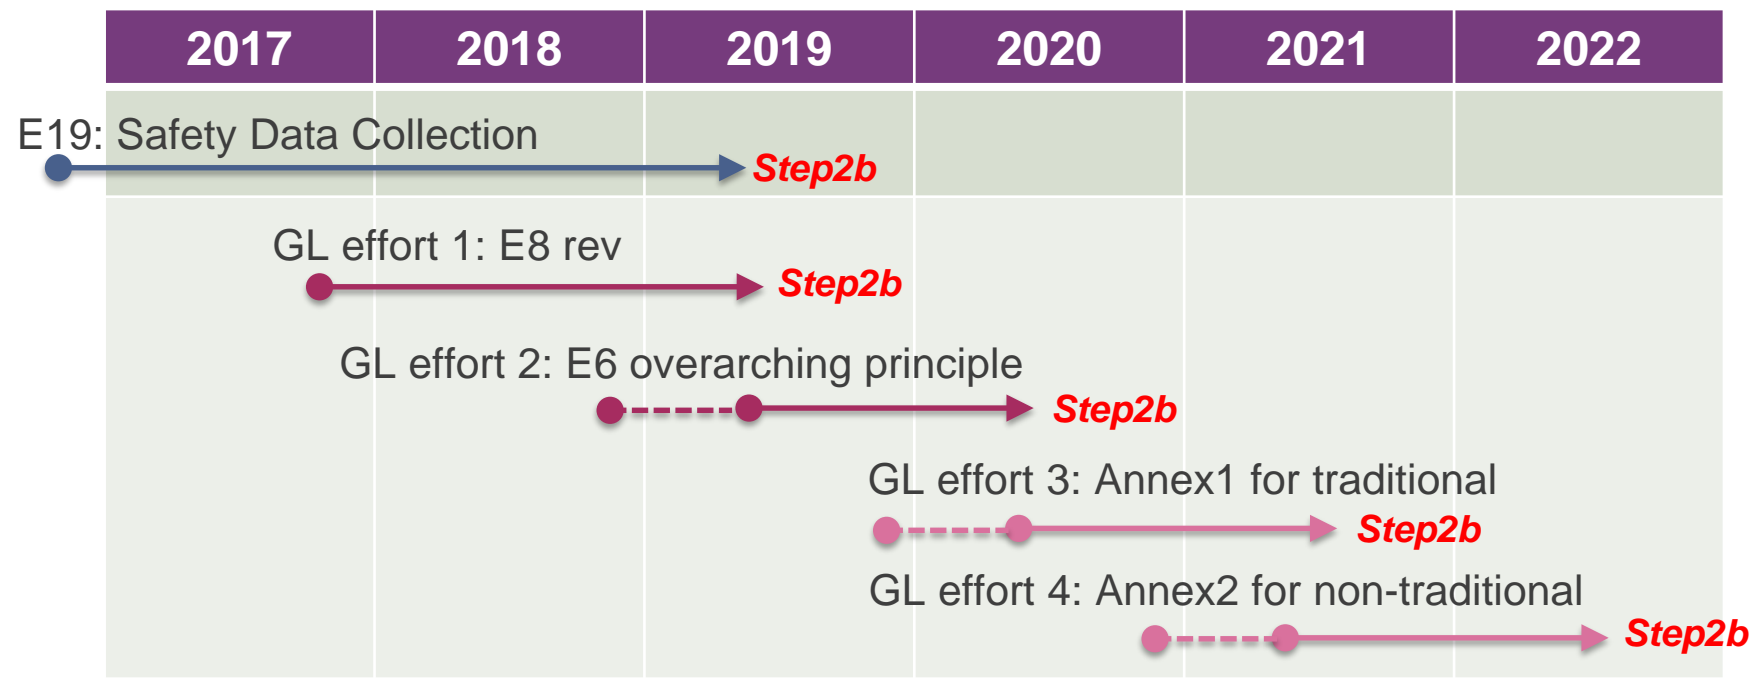 2017 2018 2019 2020 2021 2022
E19: Safety Data Collection
Step2b
GL effort 1: E8 rev
Step2b
GL effort 2: E6 overarching principle
Step2b
GL effort 3: Annex1 for traditional
Step2b
GL effort 4: Annex2 for non-traditional
Step2b